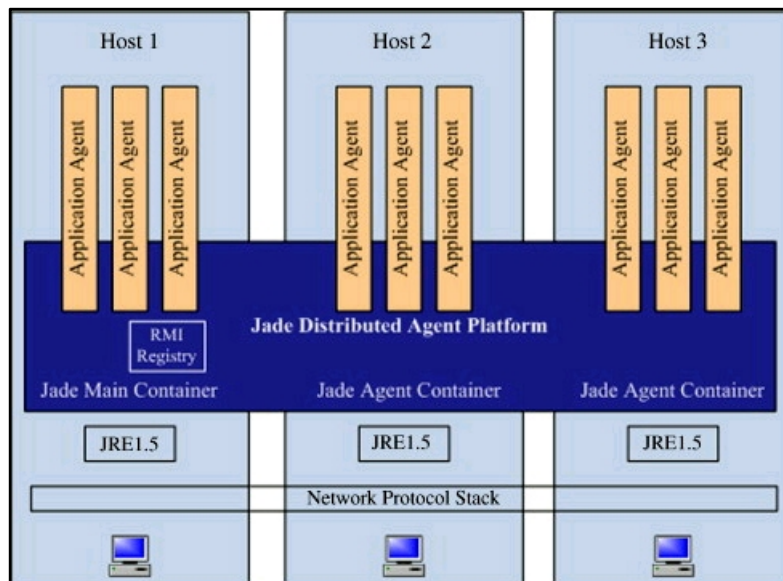 Host 1
Host 2
Host 3
Application Agent
Application Agent
Application Agent
Application Agent
Application Agent
Application Agent
Application Agent
Application Agent
Application Agent
Jade Distributed Agent Platform
RMI
Registry
Jade Main Container
Jade Agent Container
Jade Agent Container
JRE1.5
JRE1.5
JRE1.5
Network Protocol Stack